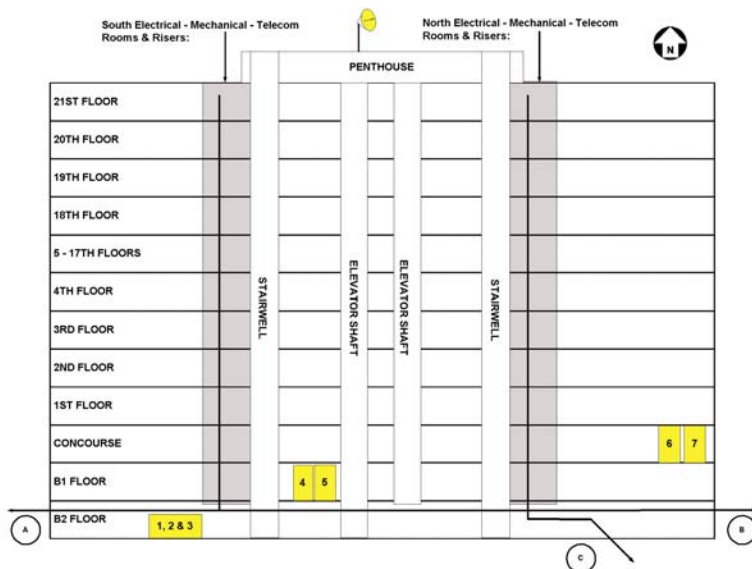 South Electrical - Mechanical - Telecom
Rooms & Risers:
North Electrical - Mechanical - Telecom
Rooms & Risers:
N
PENTHOUSE
21ST FLOOR
20TH FLOOR
19TH FLOOR
18TH FLOOR
5 - 17TH FLOORS
4TH FLOOR
3RD FLOOR
2ND FLOOR
1ST FLOOR
CONCOURSE
B1 FLOOR
B2 FLOOR
STAIRWELL
ELEVATOR SHAFT
ELEVATOR SHAFT
STAIRWELL
6
7
4
5
1, 2 & 3
A
B
C